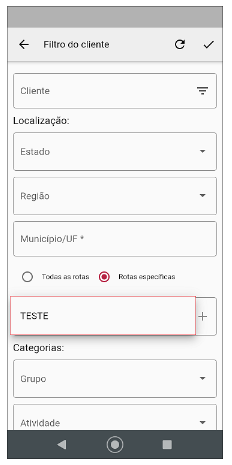 Filtro do cliente
Cliente
Localização:
Estado
Região
Município/UF *
Todas as rotas
Rotas específicas
TESTE
Categorias:
Grupo
Atividade